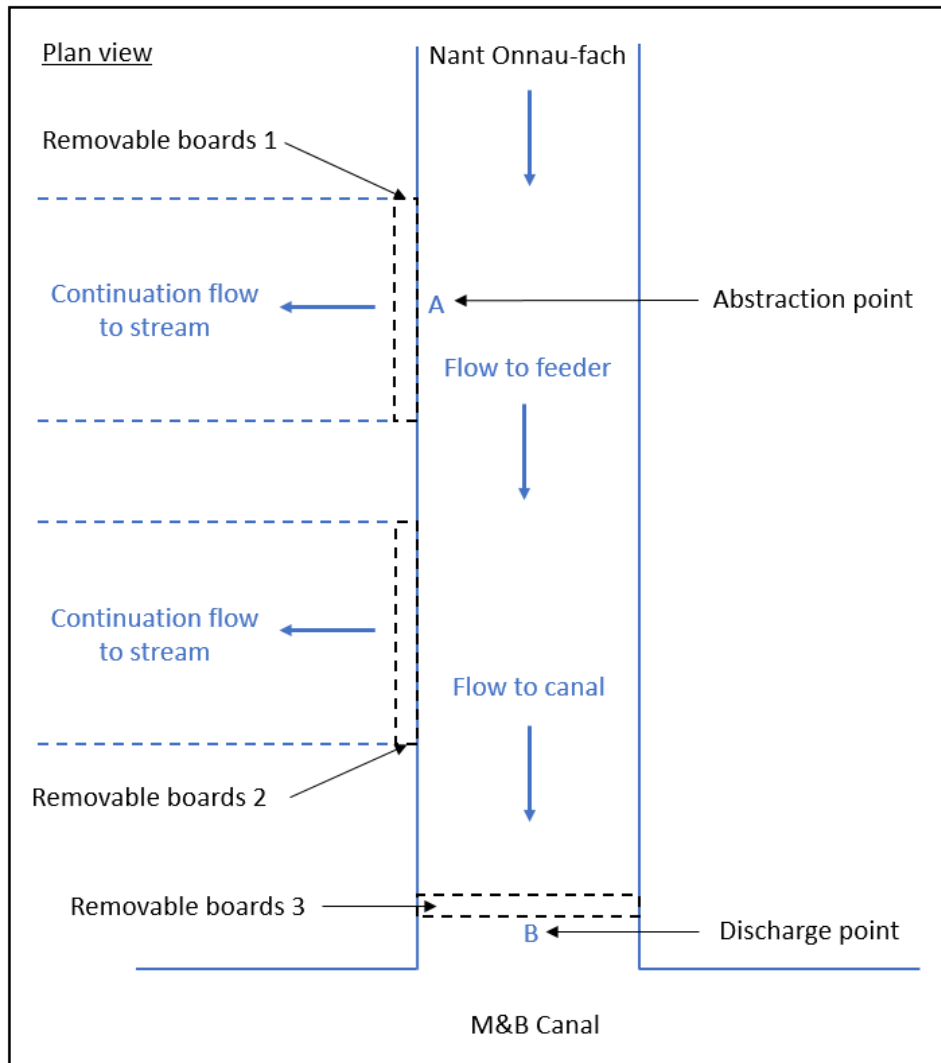 Plan view
Nant Onnau-fach
Removable boards 1
Continuation flow
to stream
A
Abstraction point
Flow to feeder
Continuation flow
to stream
Flow to canal
Removable boards 2
Removable boards 3
B
Discharge point
M&B Canal